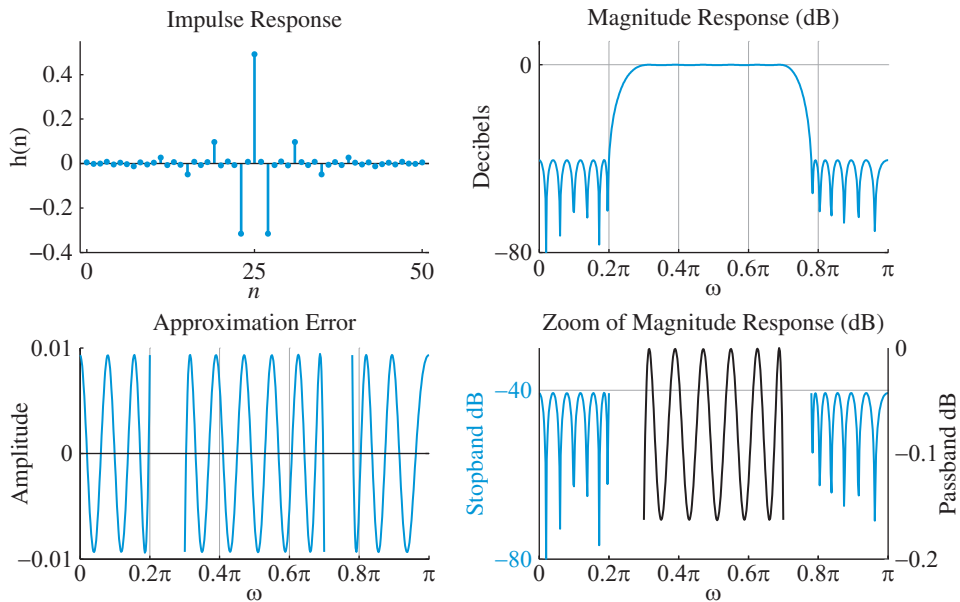 Impulse Response
h(n)
0.4
0.2
0
−0.2
−0.4
0 25 50
n
Magnitude Response (dB)
Decibels
0
−80
0 0.2π 0.4π 0.6π 0.8π π
ω
Approximation Error
Amplitude
0.01
0
−0.01
0 0.2π 0.4π 0.6π 0.8π π
ω
Zoom of Magnitude Response (dB)
Stopband dB
−40
−80
0 0.2π 0.4π 0.6π 0.8π π
ω
0
−0.1
−0.2
Passband dB